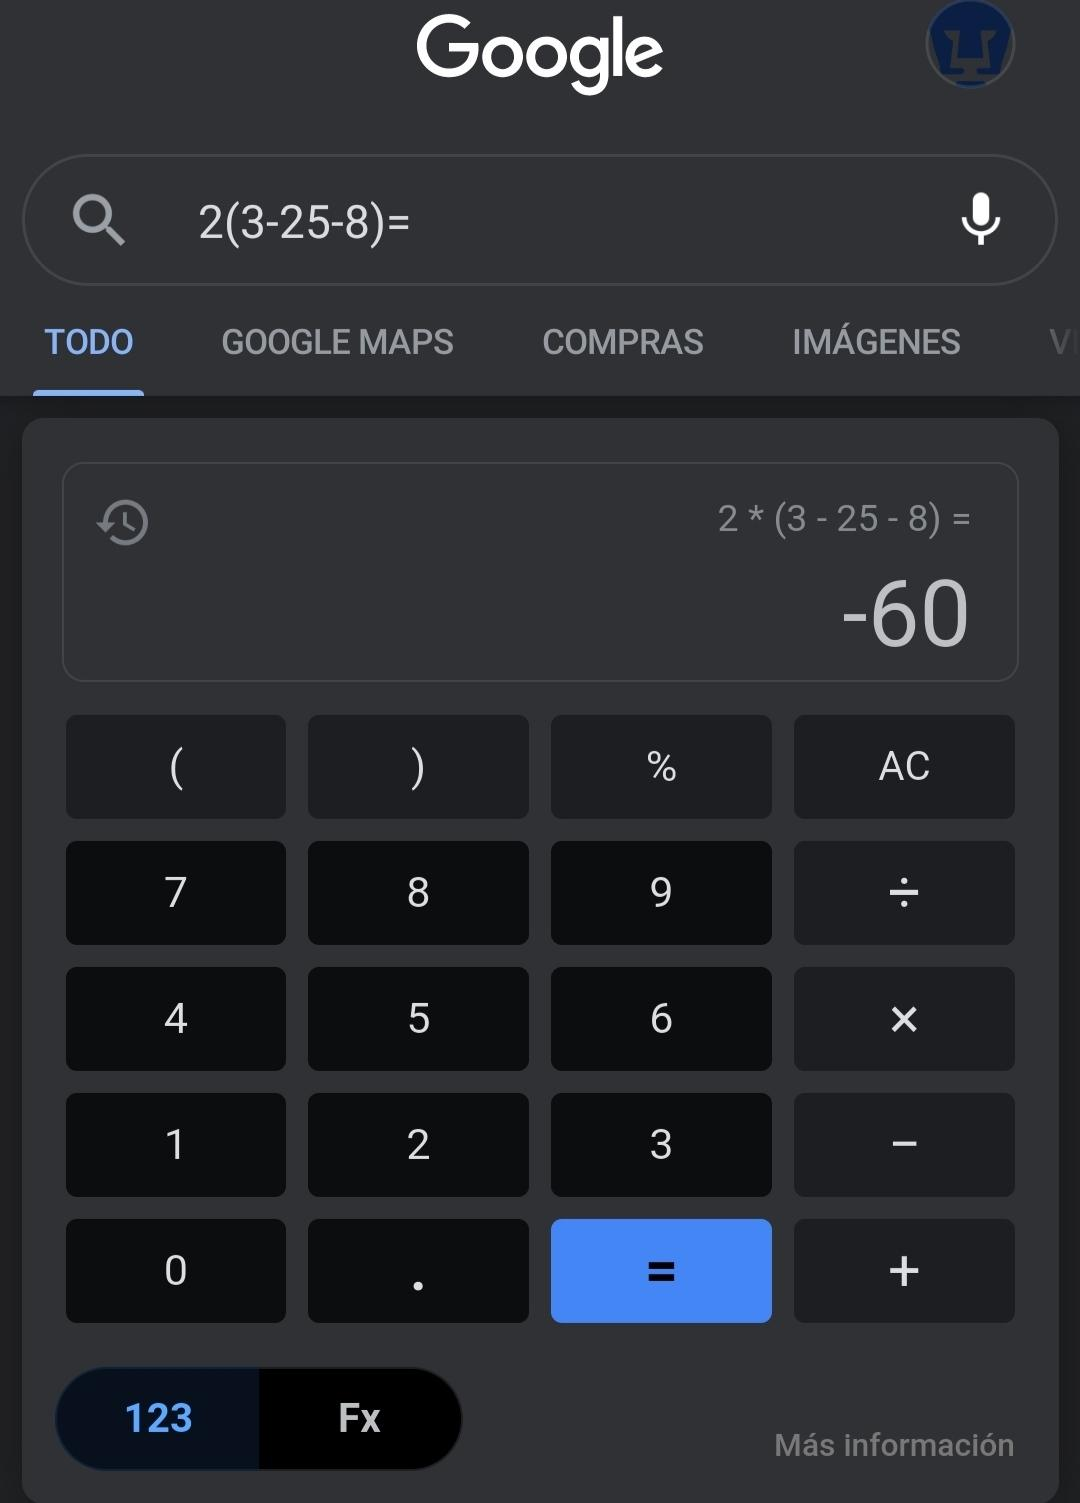 Google
2(3-25-8)=
TODO GOOGLE MAPS COMPRAS IMÁGENES
2 * (3 - 25 - 8) =
-60
( ) % AC
7 8 9 ÷
4 5 6 ×
1 2 3 −
0 . = +
123 Fx
Más información